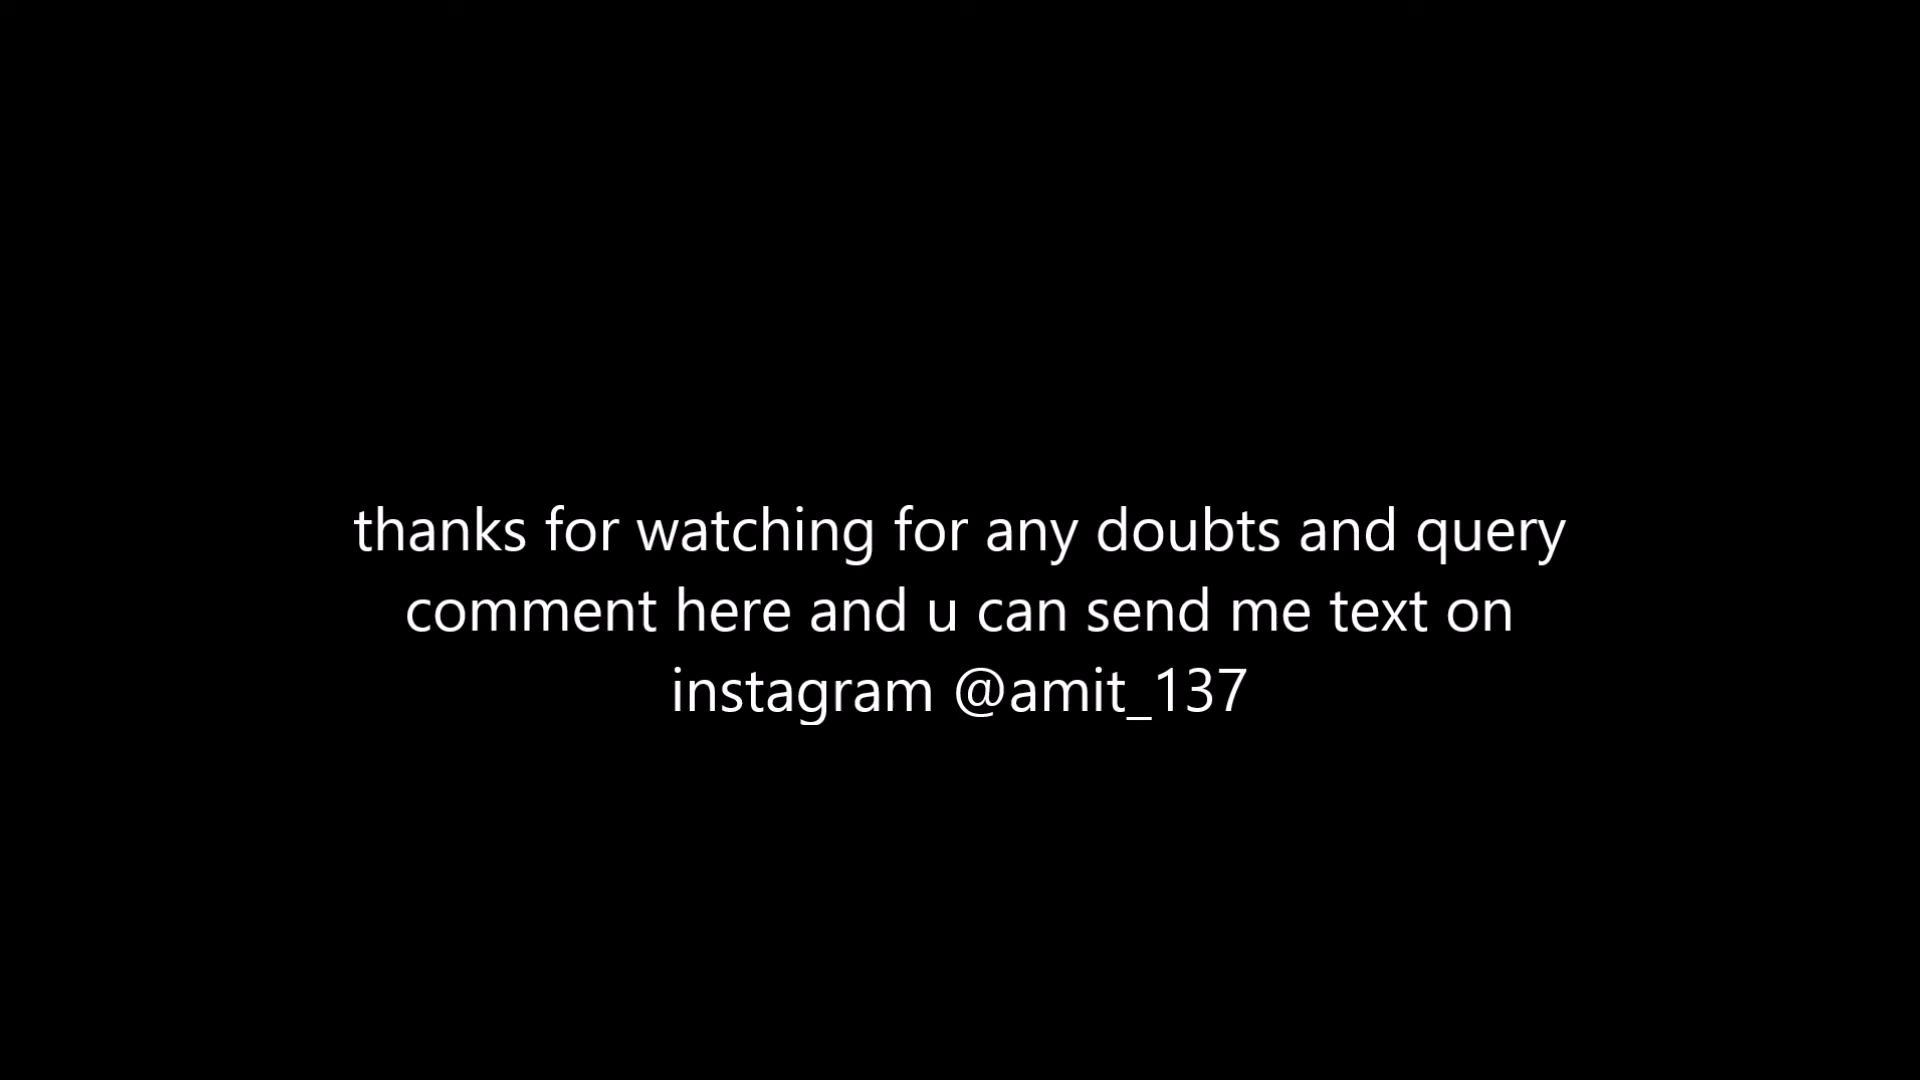 thanks for watching for any doubts and query
comment here and u can send me text on
instagram @amit_137